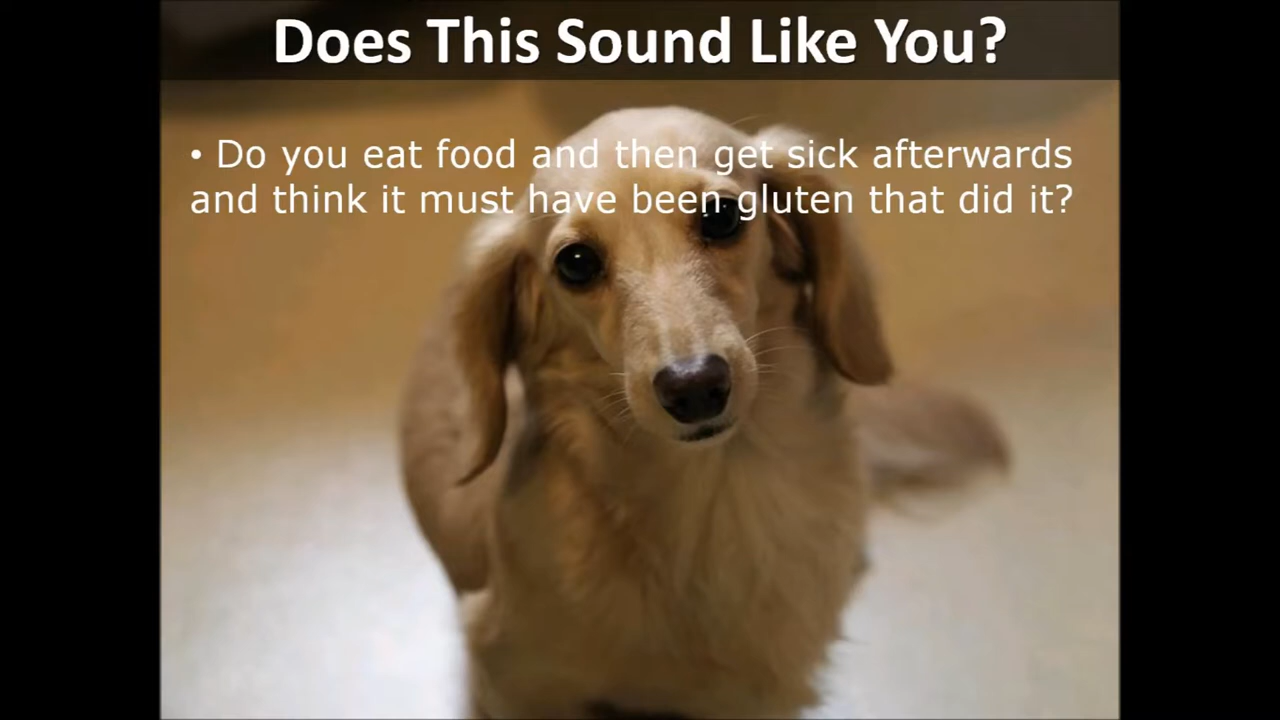 Does This Sound Like You?
• Do you eat food and then get sick afterwards
and think it must have been gluten that did it?